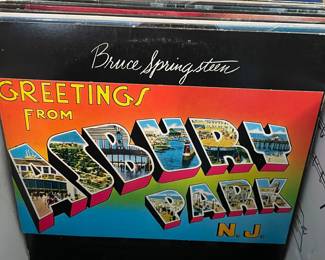 Bruce Springsteen
GREETINGS
FROM
ASBURY
PARK
N.J.